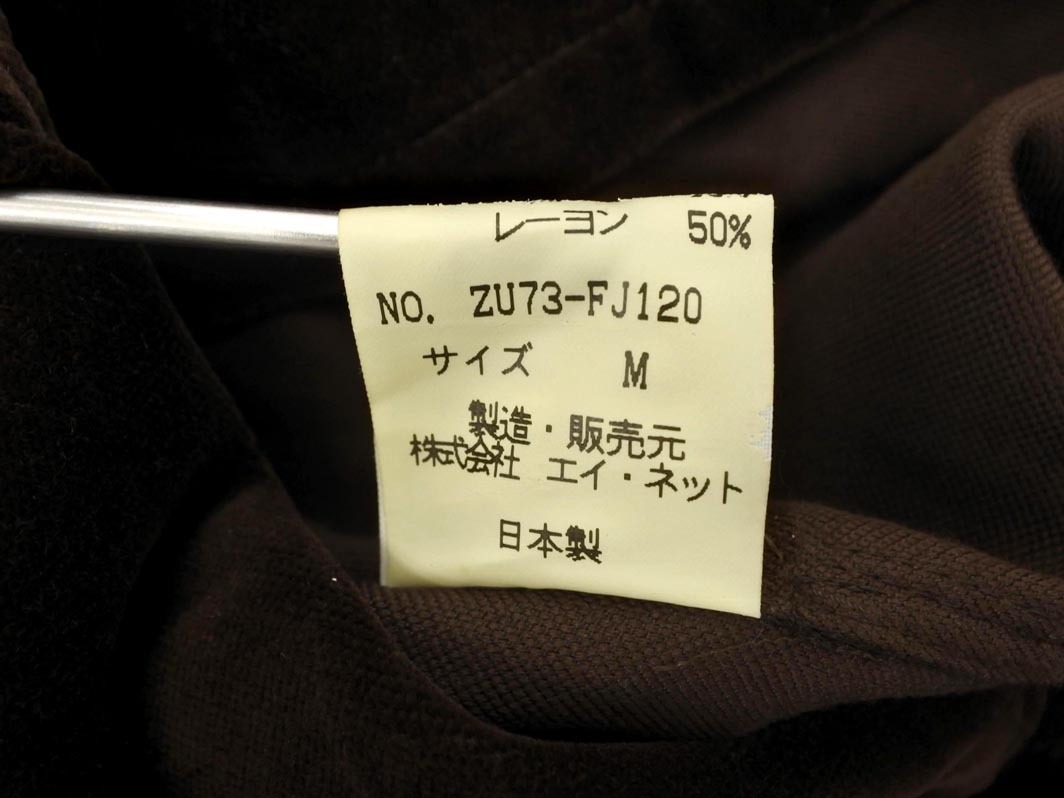 レーヨン 50%
NO. ZU73-FJ120
サイズ M
製造・販売元
株式会社 エイ・ネット
日本製